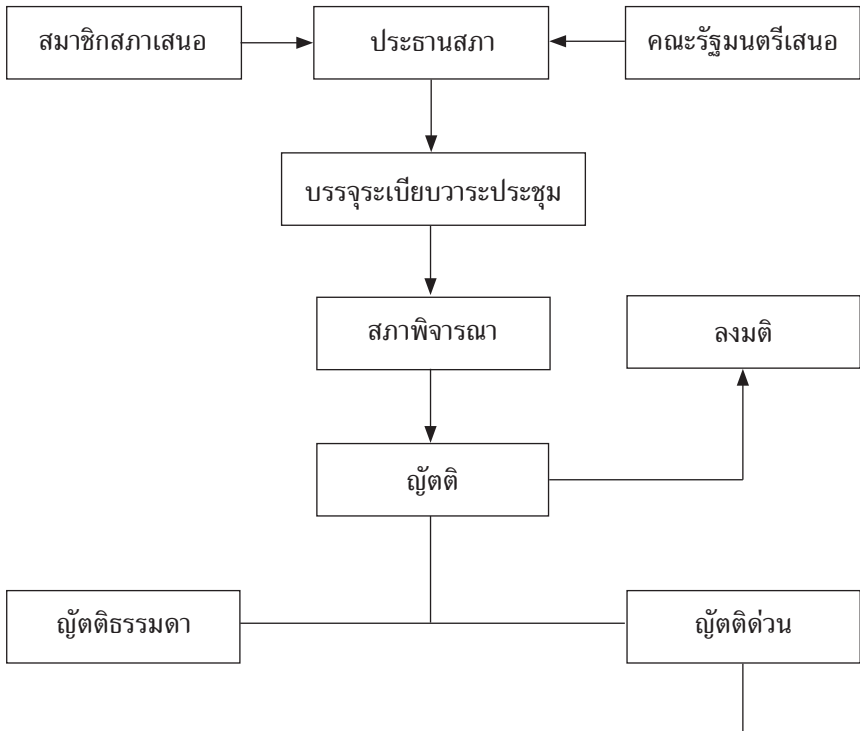 สมาชิกสภาเสนอ
ประธานสภา
คณะรัฐมนตรีเสนอ
บรรจุระเบียบวาระประชุม
สภาพิจารณา
ลงมติ
ญัตติ
ญัตติธรรมดา
ญัตติด่วน